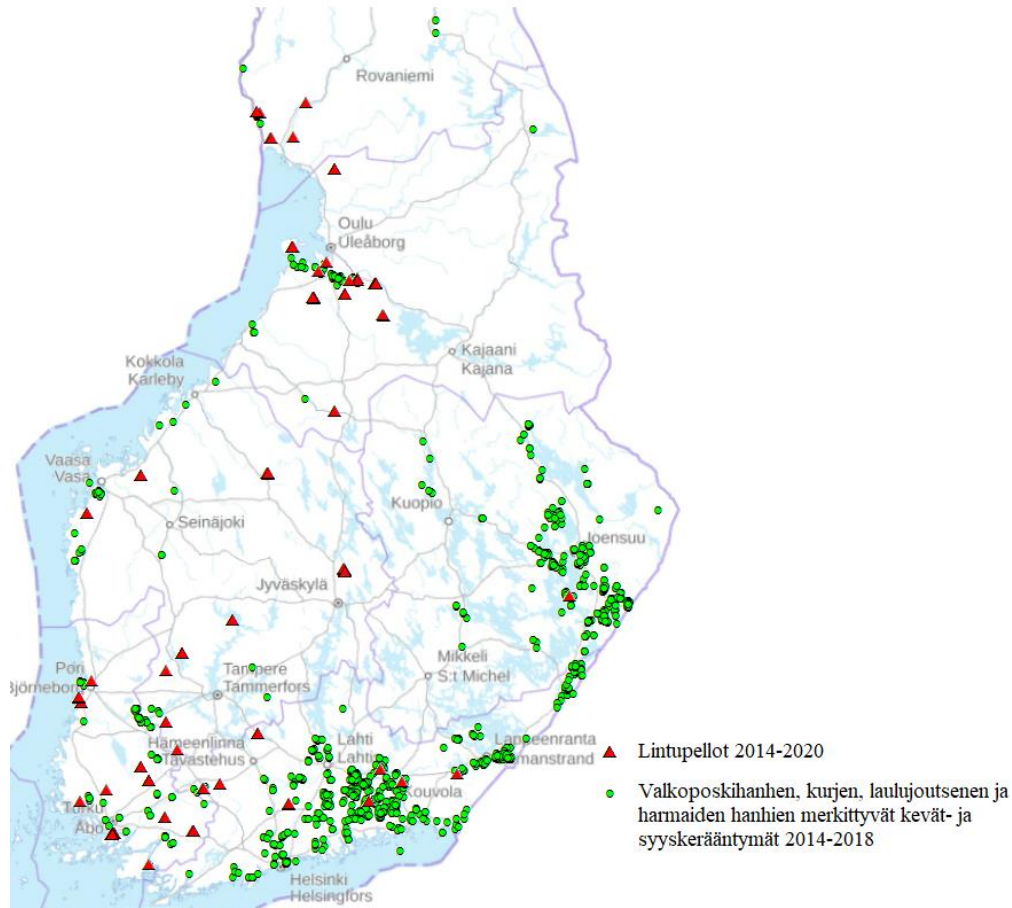 Rovaniemi
Oulu
Uleåborg
Kajaani
Kajana
Kokkola
Karleby
Vaasa
Vasa
Seinäjoki
Kuopio
Joensuu
Jyväskylä
Mikkeli
S:t Michel
Pori
Björneborg
Tampere
Tammerfors
Hämeenlinna
Tavastehus
Lahti
Lahtis
Lappeenranta
Kouvola
Turku
Åbo
Helsinki
Helsingfors
Lintupellot 2014-2020
Valkoposkihanhen, kurjen, laulujoutsenen ja
harmaiden hanhien merkittyvät kevät- ja
syyskerääntymät 2014-2018